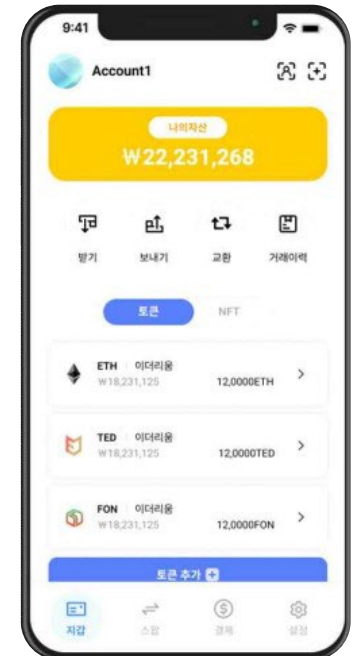 9:41
Account1
나의자산
₩22,231,268
받기 보내기 교환 거래이력
토큰 NFT
ETH 이더리움
₩18,231,125 12,0000ETH
TED 이더리움
₩18,231,125 12,0000TED
FON 이더리움
₩18,231,125 12,0000FON
토큰 추가
지갑 스왑 결제 설정